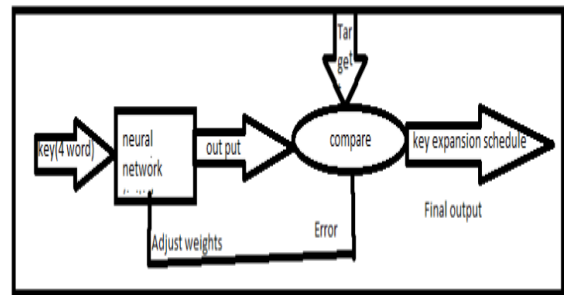 Tar
get
key(4 word)
neural
network
out put
compare
key expansion schedule
Final output
Adjust weights
Error